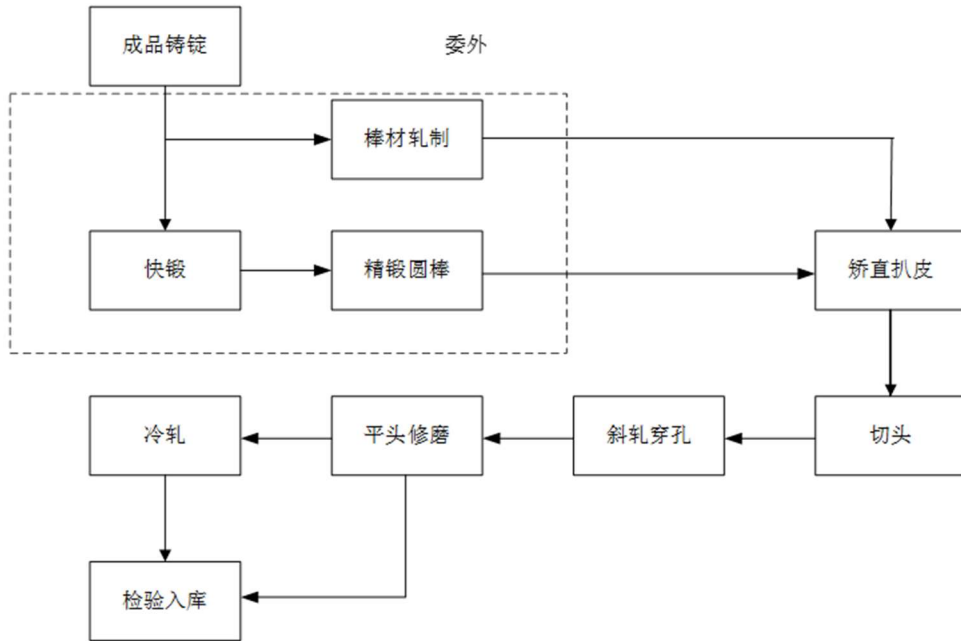 成品铸锭
委外
棒材轧制
快锻
精锻圆棒
矫直扒皮
冷轧
平头修磨
斜轧穿孔
切头
检验入库